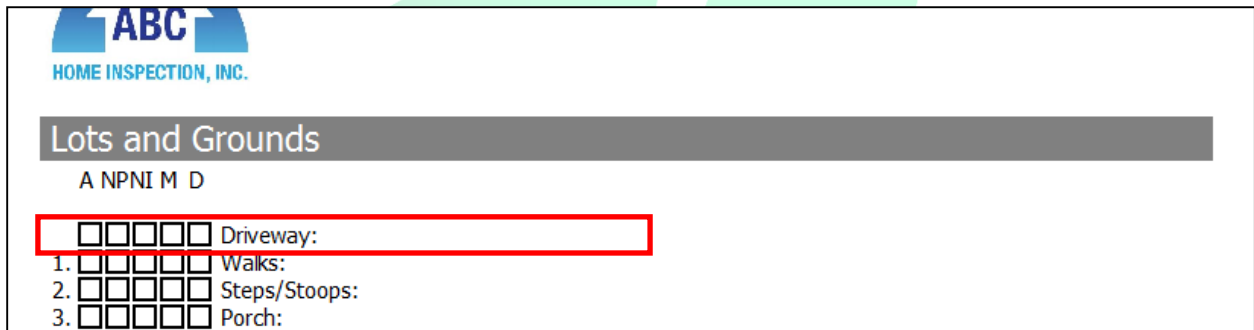 ABC
HOME INSPECTION, INC.
Lots and Grounds
A NPNI M D
Driveway:
1. Walks:
2. Steps/Stoops:
3. Porch: